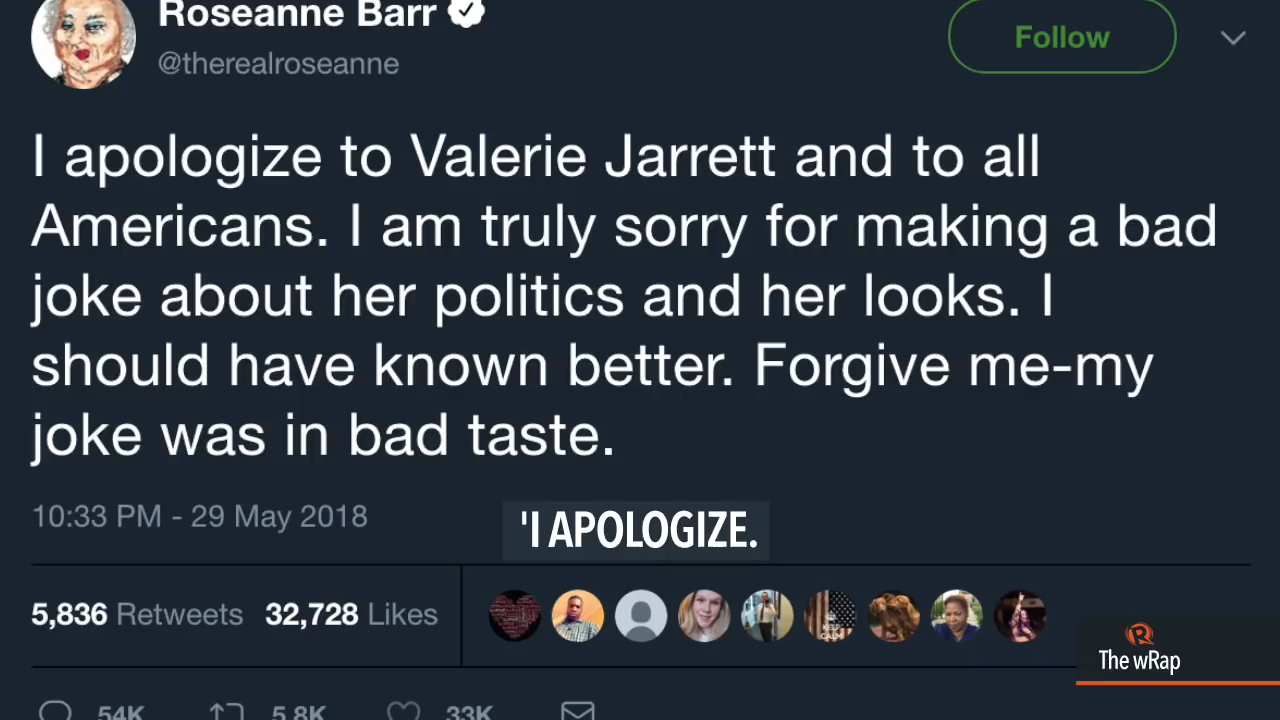 Roseanne Barr
@therealroseanne
Follow
I apologize to Valerie Jarrett and to all
Americans. I am truly sorry for making a bad
joke about her politics and her looks. I
should have known better. Forgive me-my
joke was in bad taste.
10:33 PM - 29 May 2018
'I APOLOGIZE.
5,836 Retweets 32,728 Likes
KEEP
CALM
The wRap
54K 5.8K 33K